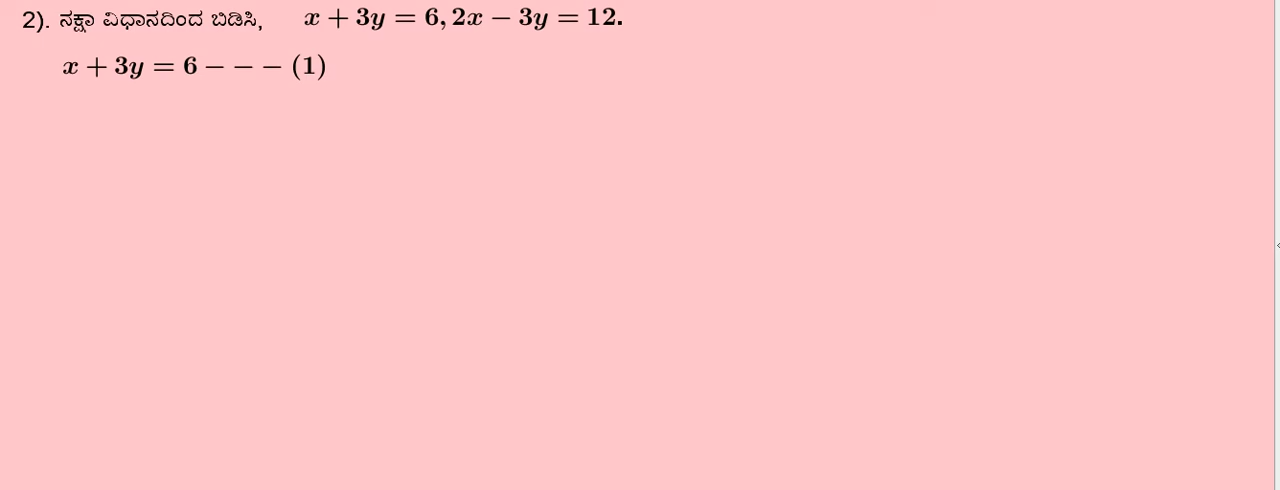 2). ನಕ್ಷಾ ವಿಧಾನದಿಂದ ಬಿಡಿಸಿ, x + 3y = 6, 2x − 3y = 12.
x + 3y = 6 − − − (1)